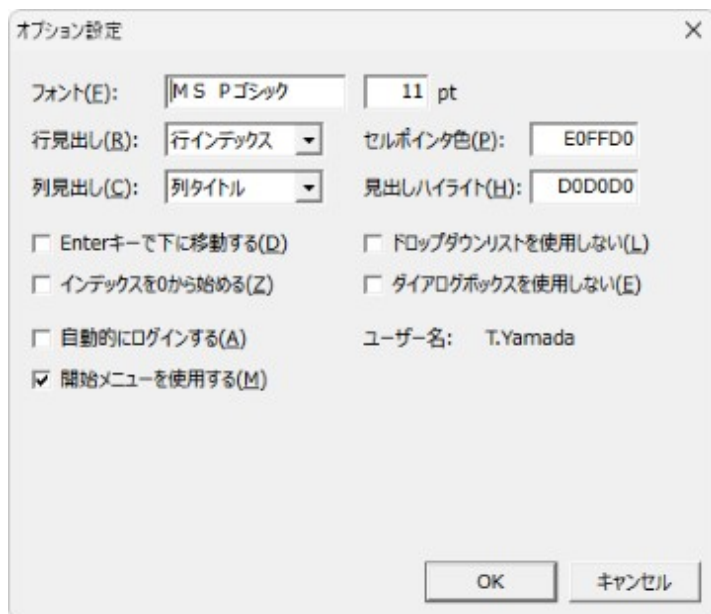 オプション設定
フォント(F): ＭＳ Ｐゴシック 11 pt
行見出し(R): 行インデックス セルポインタ色(P): E0FFD0
列見出し(C): 列タイトル 見出しハイライト(H): D0D0D0
Enterキーで下に移動する(D) ドロップダウンリストを使用しない(L)
インデックスを0から始める(Z) ダイアログボックスを使用しない(E)
自動的にログインする(A) ユーザー名: T.Yamada
開始メニューを使用する(M)
OK キャンセル